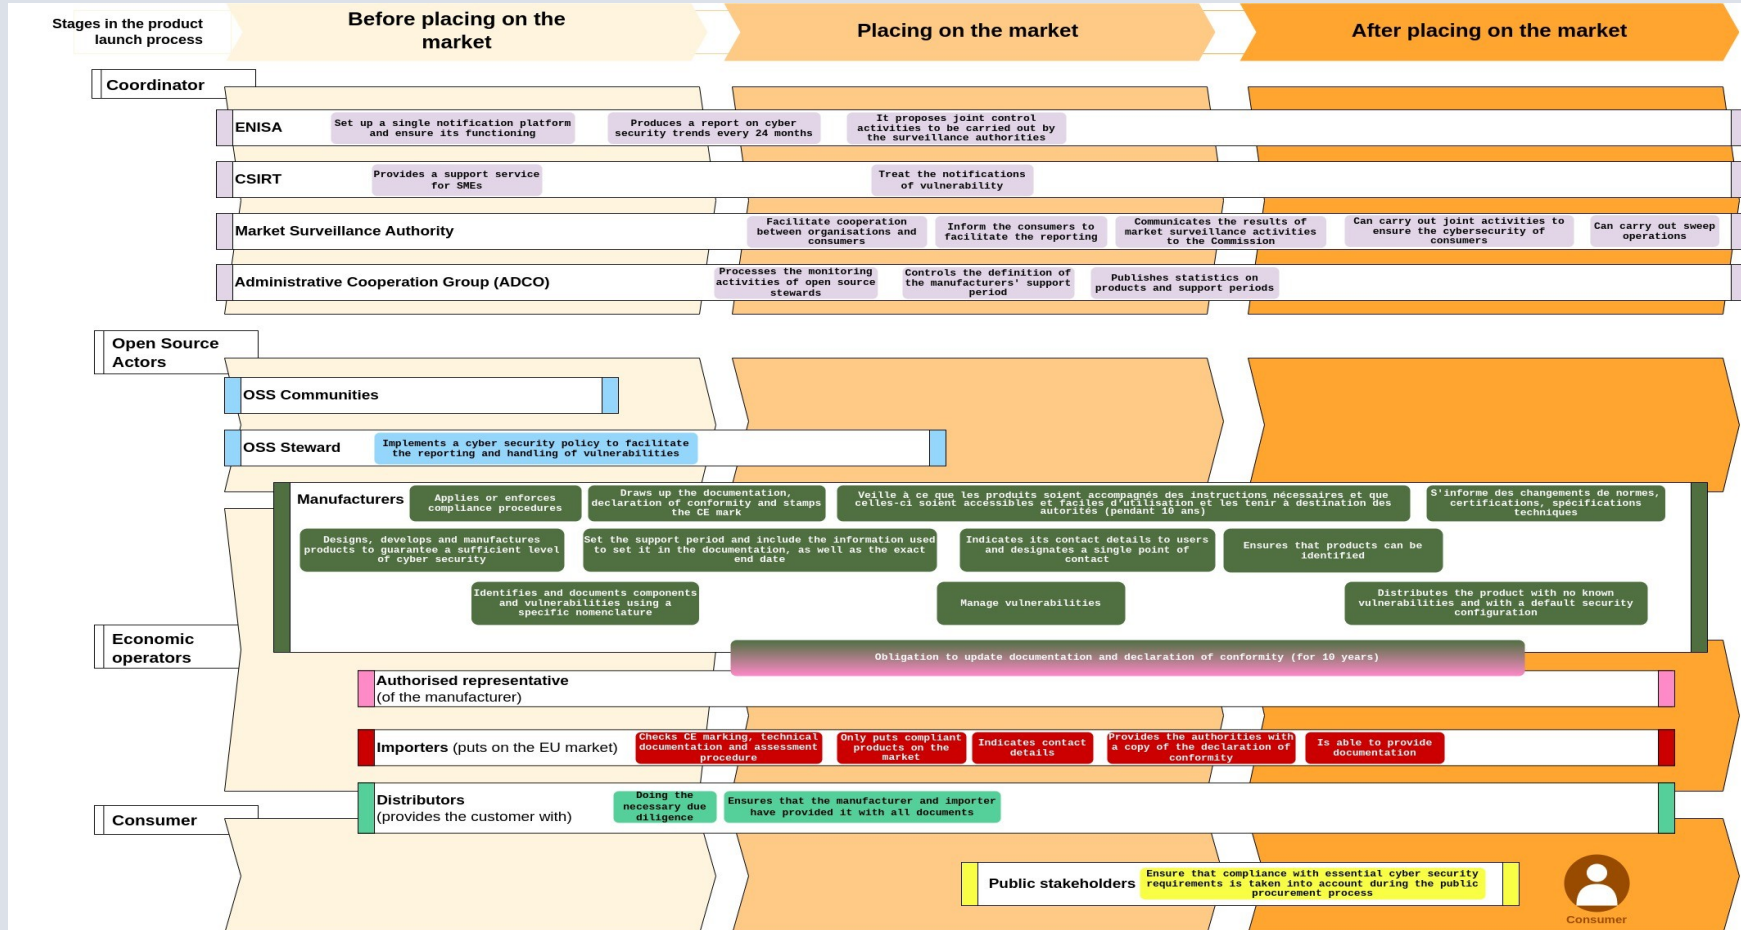 Stages in the product
launch process
Before placing on the
market
Placing on the market
After placing on the market
Coordinator
ENISA
Set up a single notification platform
and ensure its functioning
Produces a report on cyber
security trends every 24 months
It proposes joint control
activities to be carried out by
the surveillance authorities
CSIRT
Provides a support service
for SMEs
Treat the notifications
of vulnerability
Market Surveillance Authority
Facilitate cooperation
between organisations and
consumers
Inform the consumers to
facilitate the reporting
Communicates the results of
market surveillance activities
to the Commission
Can carry out joint activities to
ensure the cybersecurity of
consumers
Can carry out sweep
operations
Administrative Cooperation Group (ADCO)
Processes the monitoring
activities of open source
stewards
Controls the definition of
the manufacturers' support
period
Publishes statistics on
products and support periods
Open Source
Actors
OSS Communities
OSS Steward
Implements a cyber security policy to facilitate
the reporting and handling of vulnerabilities
Manufacturers
Applies or enforces
compliance procedures
Draws up the documentation,
declaration of conformity and stamps
the CE mark
Veille à ce que les produits soient accompagnés des instructions nécessaires et que
celles-ci soient accessibles et faciles d'utilisation et les tenir à destination des
autorités (pendant 10 ans)
S'informe des changements de normes,
certifications, spécifications
techniques
Designs, develops and manufactures
products to guarantee a sufficient level
of cyber security
Set the support period and include the information used
to set it in the documentation, as well as the exact
end date
Indicates its contact details to users
and designates a single point of
contact
Ensures that products can be
identified
Identifies and documents components
and vulnerabilities using a
specific nomenclature
Manage vulnerabilities
Distributes the product with no known
vulnerabilities and with a default security
configuration
Economic
operators
Obligation to update documentation and declaration of conformity (for 10 years)
Authorised representative
(of the manufacturer)
Importers (puts on the EU market)
Checks CE marking, technical
documentation and assessment
procedure
Only puts compliant
products on the
market
Indicates contact
details
Provides the authorities with
a copy of the declaration of
conformity
Is able to provide
documentation
Distributors
(provides the customer with)
Doing the
necessary due
diligence
Ensures that the manufacturer and importer
have provided it with all documents
Consumer
Public stakeholders
Ensure that compliance with essential cyber security
requirements is taken into account during the public
procurement process
Consumer